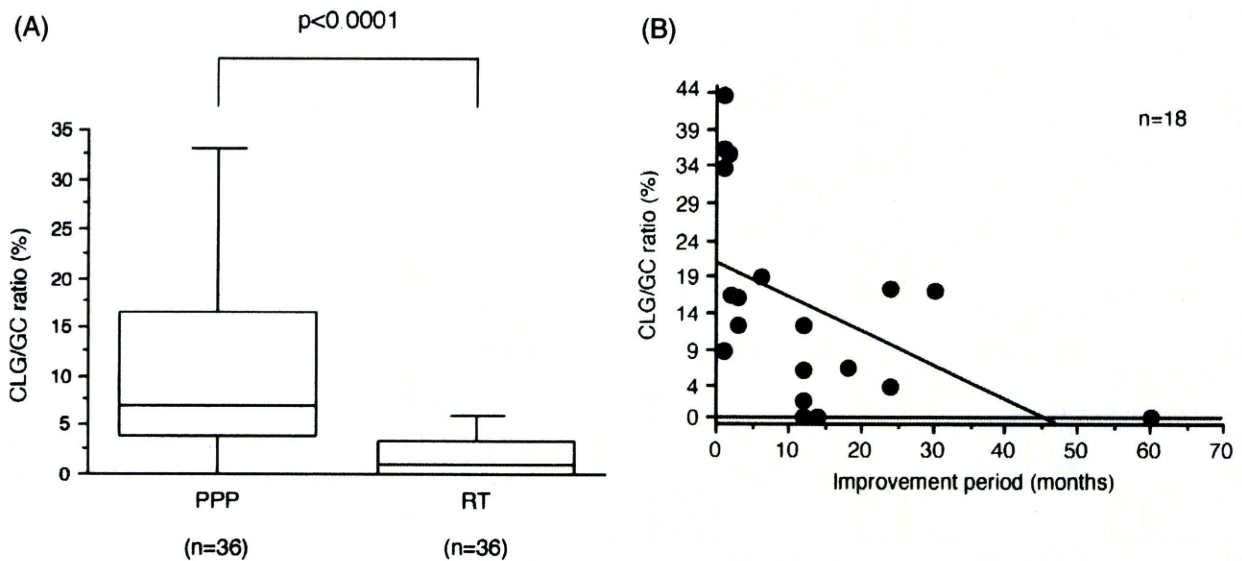 (A)
p<0.0001
CLG/GC ratio (%)
35
30
25
20
15
10
5
0
PPP
RT
(n=36)
(n=36)
(B)
n=18
CLG/GC ratio (%)
44
39
34
29
24
19
14
9
4
0
0 10 20 30 40 50 60 70
Improvement period (months)